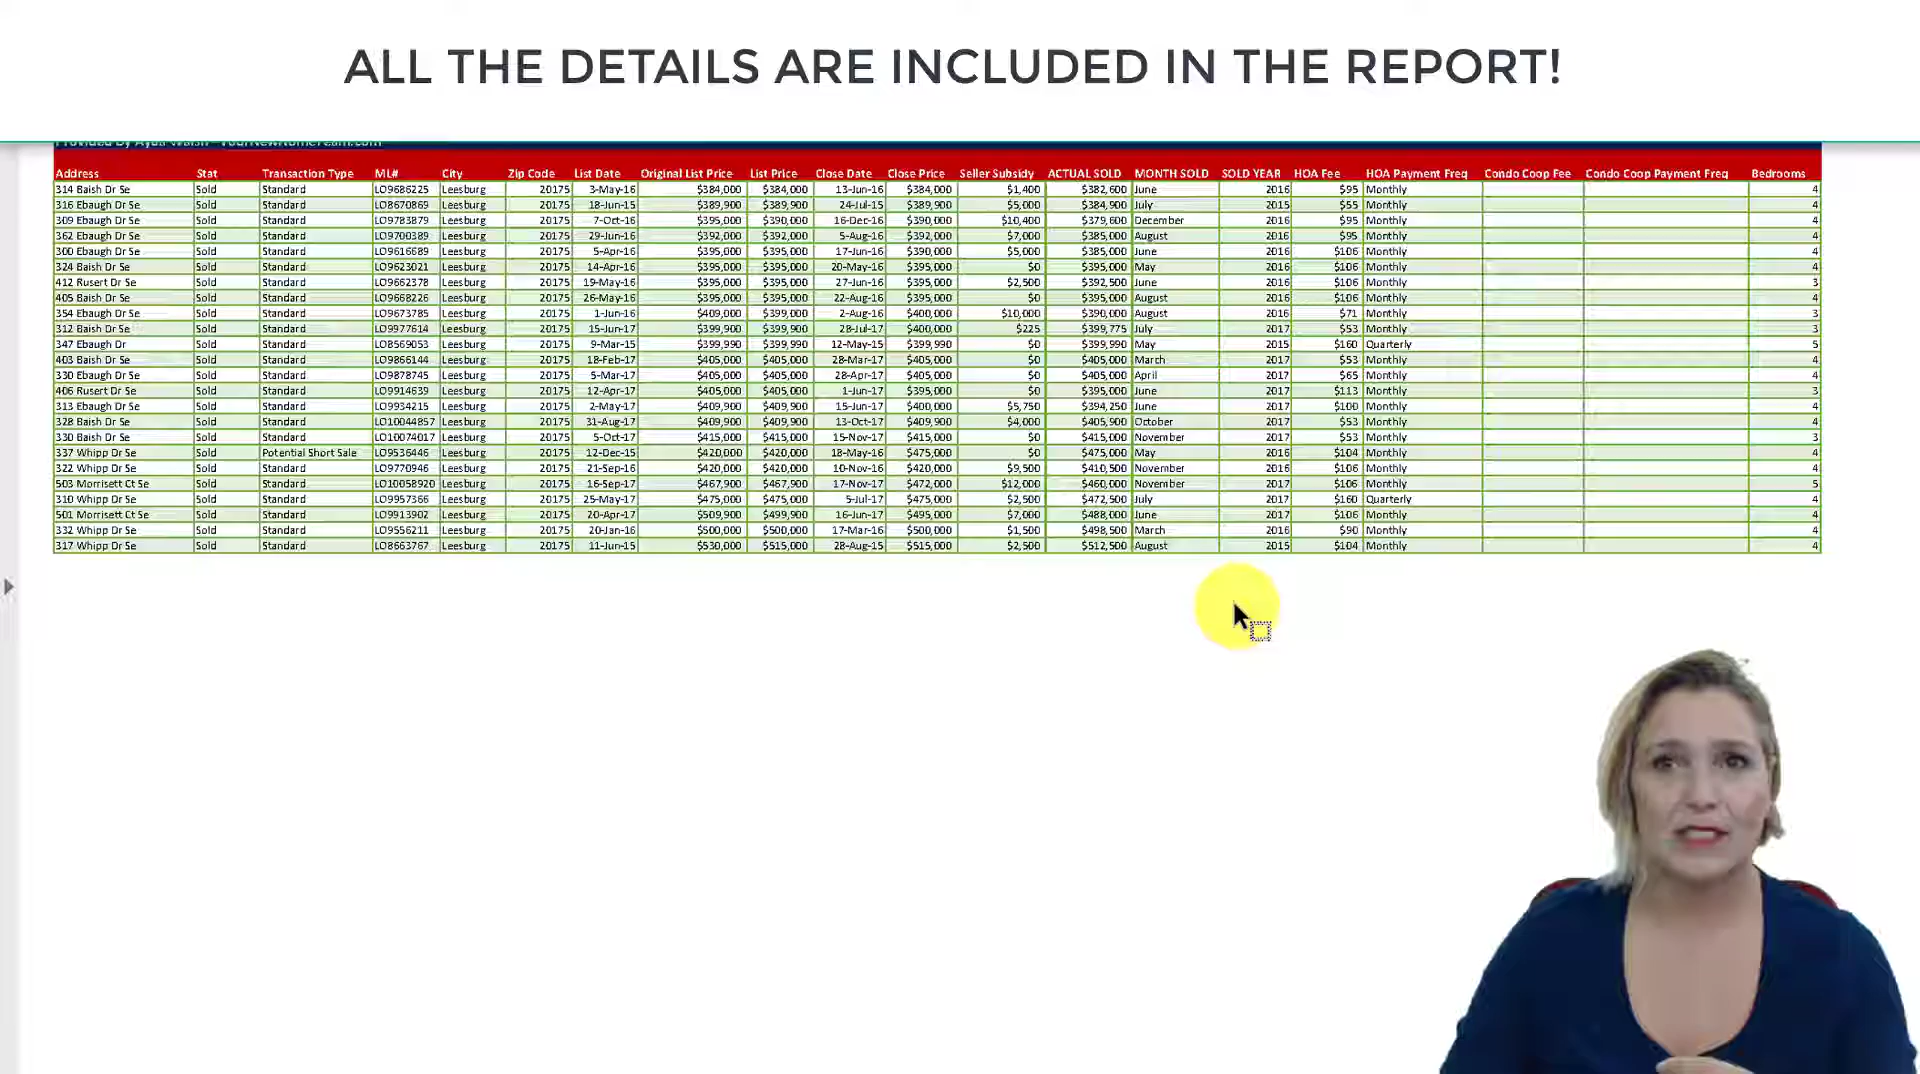 ALL THE DETAILS ARE INCLUDED IN THE REPORT!
Address Stat Transaction Type ML# City Zip Code List Date Original List Price List Price Close Date Close Price Seller Subsidy ACTUAL SOLD MONTH SOLD SOLD YEAR HOA Fee HOA Payment Freq Condo Coop Fee Condo Coop Payment Freq Bedrooms
314 Baish Dr Se Sold Standard LO9686225 Leesburg 20175 3-May-16 $384,000 $384,000 13-Jun-16 $384,000 $1,400 $382,600 June 2016 $95 Monthly 4
316 Ebaugh Dr Se Sold Standard LO8670869 Leesburg 20175 18-Jun-15 $389,900 $389,900 24-Jul-15 $389,900 $5,000 $384,900 July 2015 $55 Monthly 4
309 Ebaugh Dr Se Sold Standard LO9783879 Leesburg 20175 7-Oct-16 $395,000 $390,000 16-Dec-16 $390,000 $10,400 $379,600 December 2016 $95 Monthly 4
362 Ebaugh Dr Se Sold Standard LO9700389 Leesburg 20175 29-Jun-16 $392,000 $392,000 5-Aug-16 $392,000 $7,000 $385,000 August 2016 $95 Monthly 4
300 Ebaugh Dr Se Sold Standard LO9616689 Leesburg 20175 5-Apr-16 $395,000 $395,000 17-Jun-16 $390,000 $5,000 $385,000 June 2016 $106 Monthly 4
324 Baish Dr Se Sold Standard LO9623021 Leesburg 20175 14-Apr-16 $395,000 $395,000 20-May-16 $395,000 $0 $395,000 May 2016 $106 Monthly 4
412 Rusert Dr Se Sold Standard LO9662378 Leesburg 20175 19-May-16 $395,000 $395,000 27-Jun-16 $395,000 $2,500 $392,500 June 2016 $106 Monthly 3
405 Baish Dr Se Sold Standard LO9668226 Leesburg 20175 26-May-16 $395,000 $395,000 22-Aug-16 $395,000 $0 $395,000 August 2016 $106 Monthly 4
354 Ebaugh Dr Se Sold Standard LO9673785 Leesburg 20175 1-Jun-16 $409,000 $399,000 2-Aug-16 $400,000 $10,000 $390,000 August 2016 $71 Monthly 3
312 Baish Dr Se Sold Standard LO9977614 Leesburg 20175 15-Jun-17 $399,900 $399,900 28-Jul-17 $400,000 $225 $399,775 July 2017 $53 Monthly 3
347 Ebaugh Dr Sold Standard LO8569053 Leesburg 20175 9-Mar-15 $399,990 $399,990 12-May-15 $399,990 $0 $399,990 May 2015 $160 Quarterly 5
403 Baish Dr Se Sold Standard LO9866144 Leesburg 20175 18-Feb-17 $405,000 $405,000 28-Mar-17 $405,000 $0 $405,000 March 2017 $53 Monthly 4
330 Ebaugh Dr Se Sold Standard LO9878745 Leesburg 20175 5-Mar-17 $405,000 $405,000 28-Apr-17 $405,000 $0 $405,000 April 2017 $65 Monthly 4
406 Rusert Dr Se Sold Standard LO9914639 Leesburg 20175 12-Apr-17 $405,000 $405,000 1-Jun-17 $395,000 $0 $395,000 June 2017 $113 Monthly 3
313 Ebaugh Dr Se Sold Standard LO9934215 Leesburg 20175 2-May-17 $409,900 $409,900 15-Jun-17 $400,000 $5,750 $394,250 June 2017 $100 Monthly 4
328 Baish Dr Se Sold Standard LO10044857 Leesburg 20175 31-Aug-17 $409,900 $409,900 13-Oct-17 $409,900 $4,000 $405,900 October 2017 $53 Monthly 4
330 Baish Dr Se Sold Standard LO10074017 Leesburg 20175 5-Oct-17 $415,000 $415,000 15-Nov-17 $415,000 $0 $415,000 November 2017 $53 Monthly 3
337 Whipp Dr Se Sold Potential Short Sale LO9536446 Leesburg 20175 12-Dec-15 $420,000 $420,000 18-May-16 $475,000 $0 $475,000 May 2016 $104 Monthly 4
322 Whipp Dr Se Sold Standard LO9770946 Leesburg 20175 21-Sep-16 $420,000 $420,000 10-Nov-16 $420,000 $9,500 $410,500 November 2016 $106 Monthly 4
503 Morrisett Ct Se Sold Standard LO10058920 Leesburg 20175 16-Sep-17 $467,900 $467,900 17-Nov-17 $472,000 $12,000 $460,000 November 2017 $106 Monthly 5
310 Whipp Dr Se Sold Standard LO9957366 Leesburg 20175 25-May-17 $475,000 $475,000 5-Jul-17 $475,000 $2,500 $472,500 July 2017 $160 Quarterly 4
501 Morrisett Ct Se Sold Standard LO9913902 Leesburg 20175 20-Apr-17 $509,900 $499,900 16-Jun-17 $495,000 $7,000 $488,000 June 2017 $106 Monthly 4
332 Whipp Dr Se Sold Standard LO9556211 Leesburg 20175 20-Jan-16 $500,000 $500,000 17-Mar-16 $500,000 $1,500 $498,500 March 2016 $90 Monthly 4
317 Whipp Dr Se Sold Standard LO8663767 Leesburg 20175 11-Jun-15 $530,000 $515,000 28-Aug-15 $515,000 $2,500 $512,500 August 2015 $104 Monthly 4